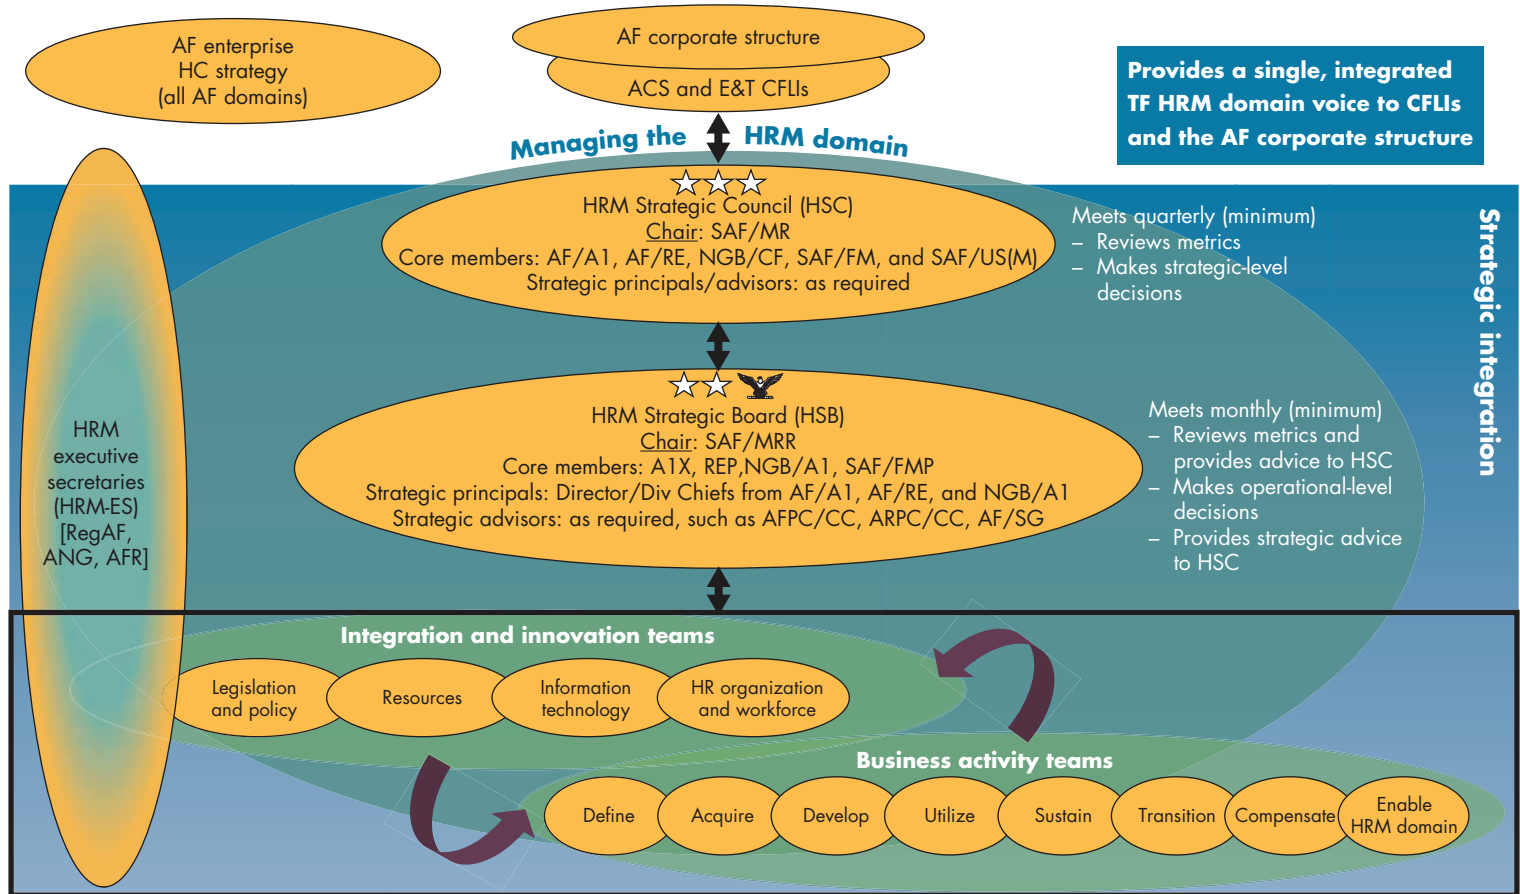 AF enterprise
HC strategy
(all AF domains)
AF corporate structure
ACS and E&T CFLIs
Provides a single, integrated
TF HRM domain voice to CFLIs
and the AF corporate structure
Managing the HRM domain
HRM Strategic Council (HSC)
Chair: SAF/MR
Core members: AF/A1, AF/RE, NGB/CF, SAF/FM, and SAF/US(M)
Strategic principals/advisors: as required
Meets quarterly (minimum)
– Reviews metrics
– Makes strategic-level
decisions
Strategic integration
HRM Strategic Board (HSB)
Chair: SAF/MRR
Core members: A1X, REP,NGB/A1, SAF/FMP
Strategic principals: Director/Div Chiefs from AF/A1, AF/RE, and NGB/A1
Strategic advisors: as required, such as AFPC/CC, ARPC/CC, AF/SG
Meets monthly (minimum)
– Reviews metrics and
provides advice to HSC
– Makes operational-level
decisions
– Provides strategic advice
to HSC
HRM
executive
secretaries
(HRM-ES)
[RegAF,
ANG, AFR]
Integration and innovation teams
Legislation
and policy
Resources
Information
technology
HR organization
and workforce
Business activity teams
Define
Acquire
Develop
Utilize
Sustain
Transition
Compensate
Enable
HRM domain